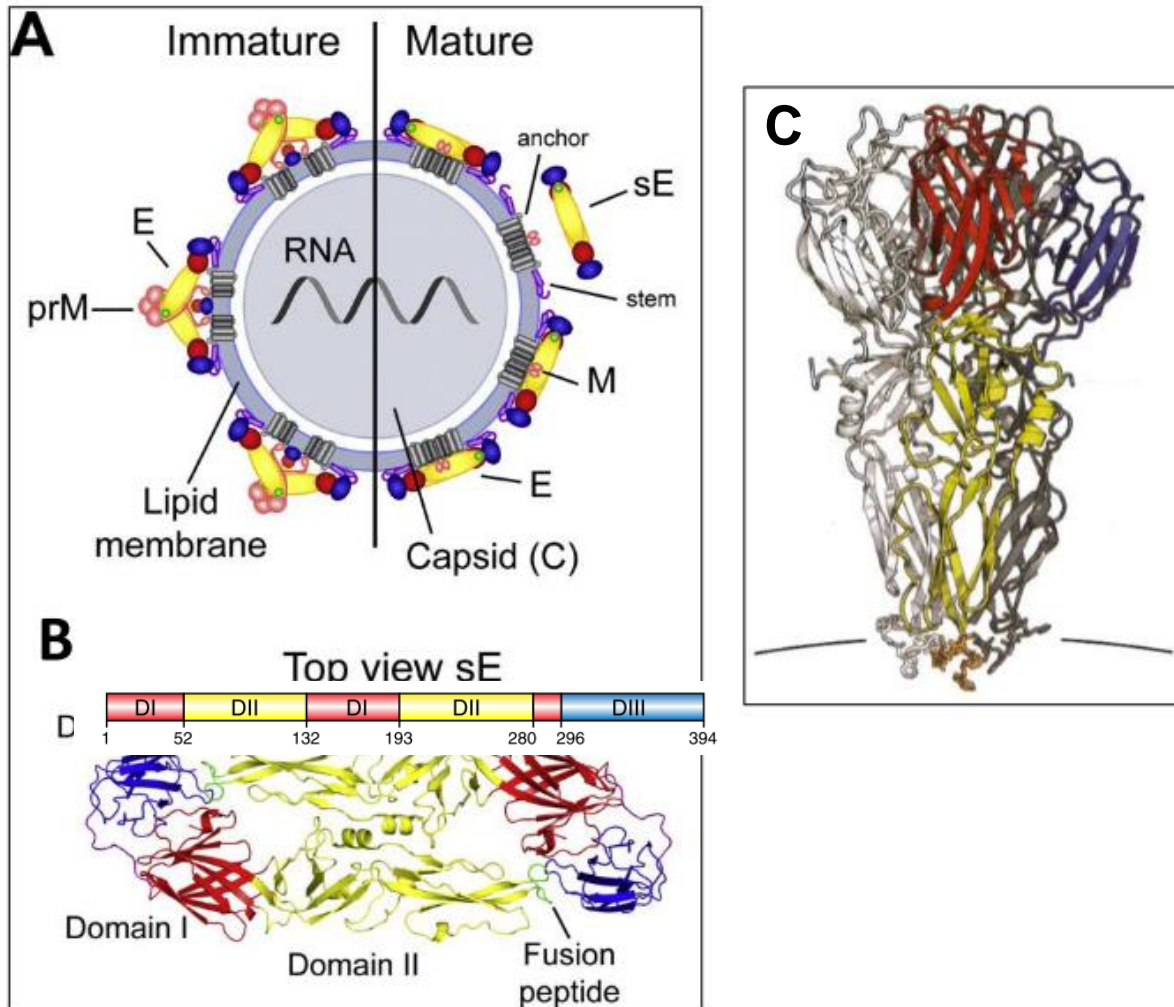 A
Immature Mature
anchor
sE
E
RNA
prM
stem
M
E
Lipid
membrane
Capsid (C)
B
Top view sE
DI DII DI DII DIII
1 52 132 193 280 296 394
Domain I
Domain II
Fusion
peptide
C